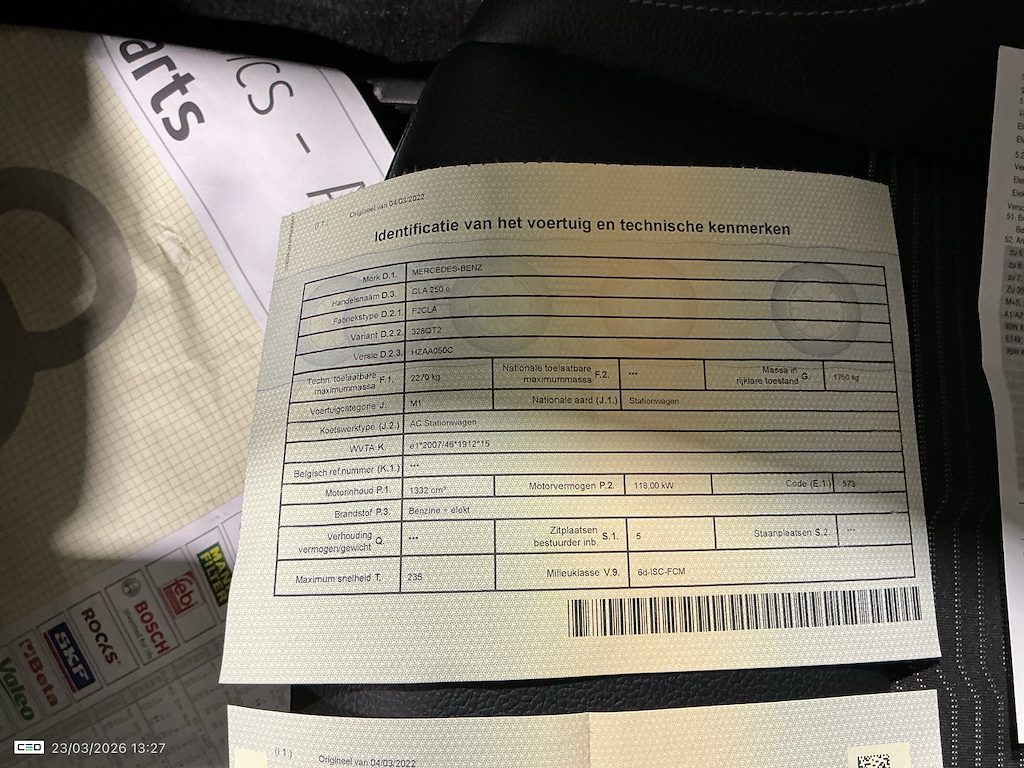 arts
ICS - A
(I 1)
Origineel van 04/03/2022
Identificatie van het voertuig en technische kenmerken
Merk D.1. MERCEDES-BENZ
Handelsnaam D.3. CLA 250 e
Fabriekstype D.2.1. F2CLA
Variant D.2.2. 328QT2
Versie D.2.3. HZAA050C
Techn. toelaatbare maximummassa F.1. 2270 kg Nationale toelaatbare maximummassa F.2. --- Massa in rijklare toestand G. 1750 kg
Voertuigcategorie J. M1 Nationale aard (J.1.) Stationwagen
Koetswerktype (J.2.) AC Stationwagen
WVTA K. e1*2007/46*1912*15
Belgisch ref.nummer (K.1.) ---
Motorinhoud P.1. 1332 cm³ Motorvermogen P.2. 118,00 kW Code (E.1.) 573
Brandstof P.3. Benzine + elekt
Verhouding vermogen/gewicht Q. --- Zitplaatsen bestuurder inb. S.1. 5 Staanplaatsen S.2. ---
Maximum snelheid T. 235 Milieuklasse V.9. 6d-ISC-FCM
MANN FILTER
febi
BOSCH
ROCKS
SKF
Beta
Valeo
(I 1)
Origineel van 04/03/2022
CEO 23/03/2026 13:27